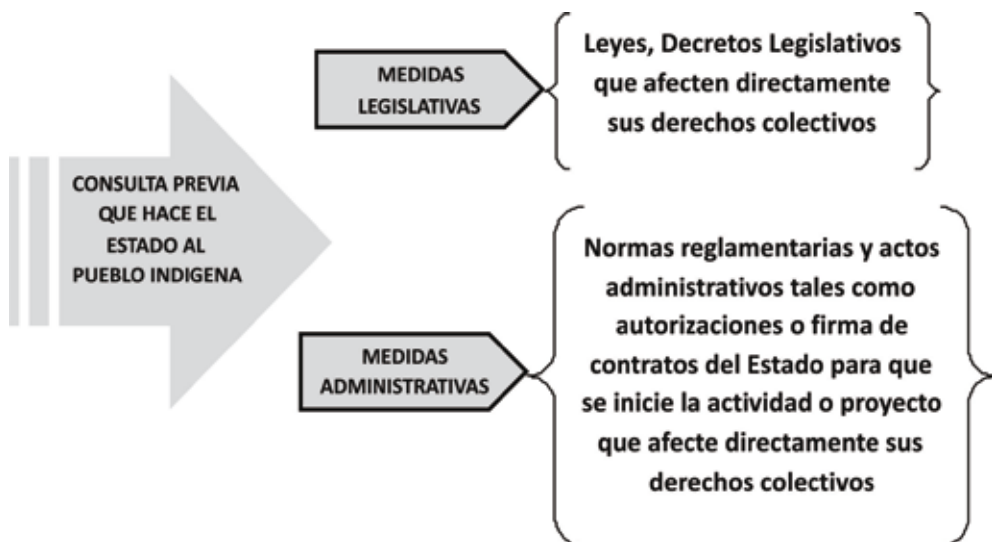 CONSULTA PREVIA
QUE HACE EL
ESTADO AL
PUEBLO INDIGENA
MEDIDAS
LEGISLATIVAS
Leyes, Decretos Legislativos
que afecten directamente
sus derechos colectivos
MEDIDAS
ADMINISTRATIVAS
Normas reglamentarias y actos
administrativos tales como
autorizaciones o firma de
contratos del Estado para que
se inicie la actividad o proyecto
que afecte directamente sus
derechos colectivos